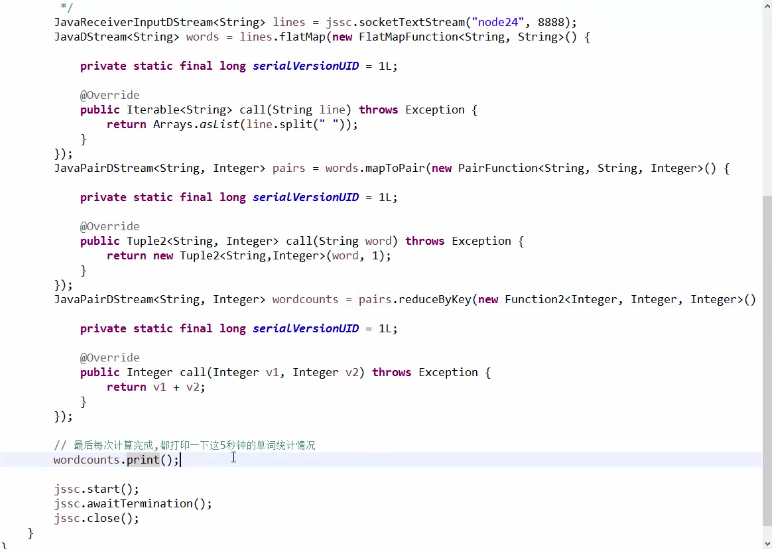 */
JavaReceiverInputDStream<String> lines = jssc.socketTextStream("node24", 8888);
JavaDStream<String> words = lines.flatMap(new FlatMapFunction<String, String>() {
private static final long serialVersionUID = 1L;
@Override
public Iterable<String> call(String line) throws Exception {
return Arrays.asList(line.split(" "));
}
});
JavaPairDStream<String, Integer> pairs = words.mapToPair(new PairFunction<String, String, Integer>() {
private static final long serialVersionUID = 1L;
@Override
public Tuple2<String, Integer> call(String word) throws Exception {
return new Tuple2<String,Integer>(word, 1);
}
});
JavaPairDStream<String, Integer> wordcounts = pairs.reduceByKey(new Function2<Integer, Integer, Integer>()
private static final long serialVersionUID = 1L;
@Override
public Integer call(Integer v1, Integer v2) throws Exception {
return v1 + v2;
}
});
// 最后每次计算完成,都打印一下这5秒钟的单词统计情况
wordcounts.print();
jssc.start();
jssc.awaitTermination();
jssc.close();
}
}